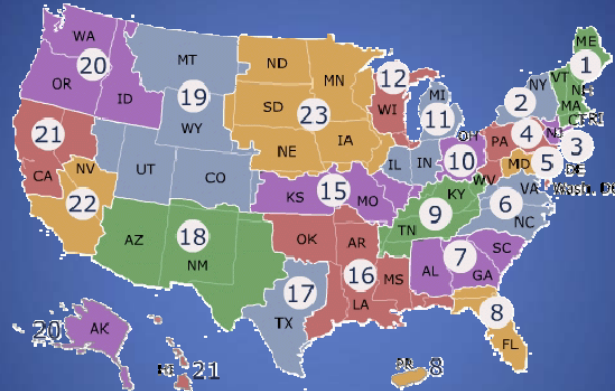 WA
20
OR
ID
MT
19
WY
ND
MN
SD
23
NE
IA
12
WI
MI
11
ME
1
VT
NH
NY
2
MA
CT RI
PA
4
NJ
3
OH
10
MD
5
DE
Wash. DC
21
CA
NV
22
UT
CO
IL
IN
WV
VA
6
NC
KS
15
MO
KY
9
TN
AZ
18
NM
OK
AR
16
MS
LA
AL
7
GA
SC
17
TX
8
FL
20
AK
21
PR
8